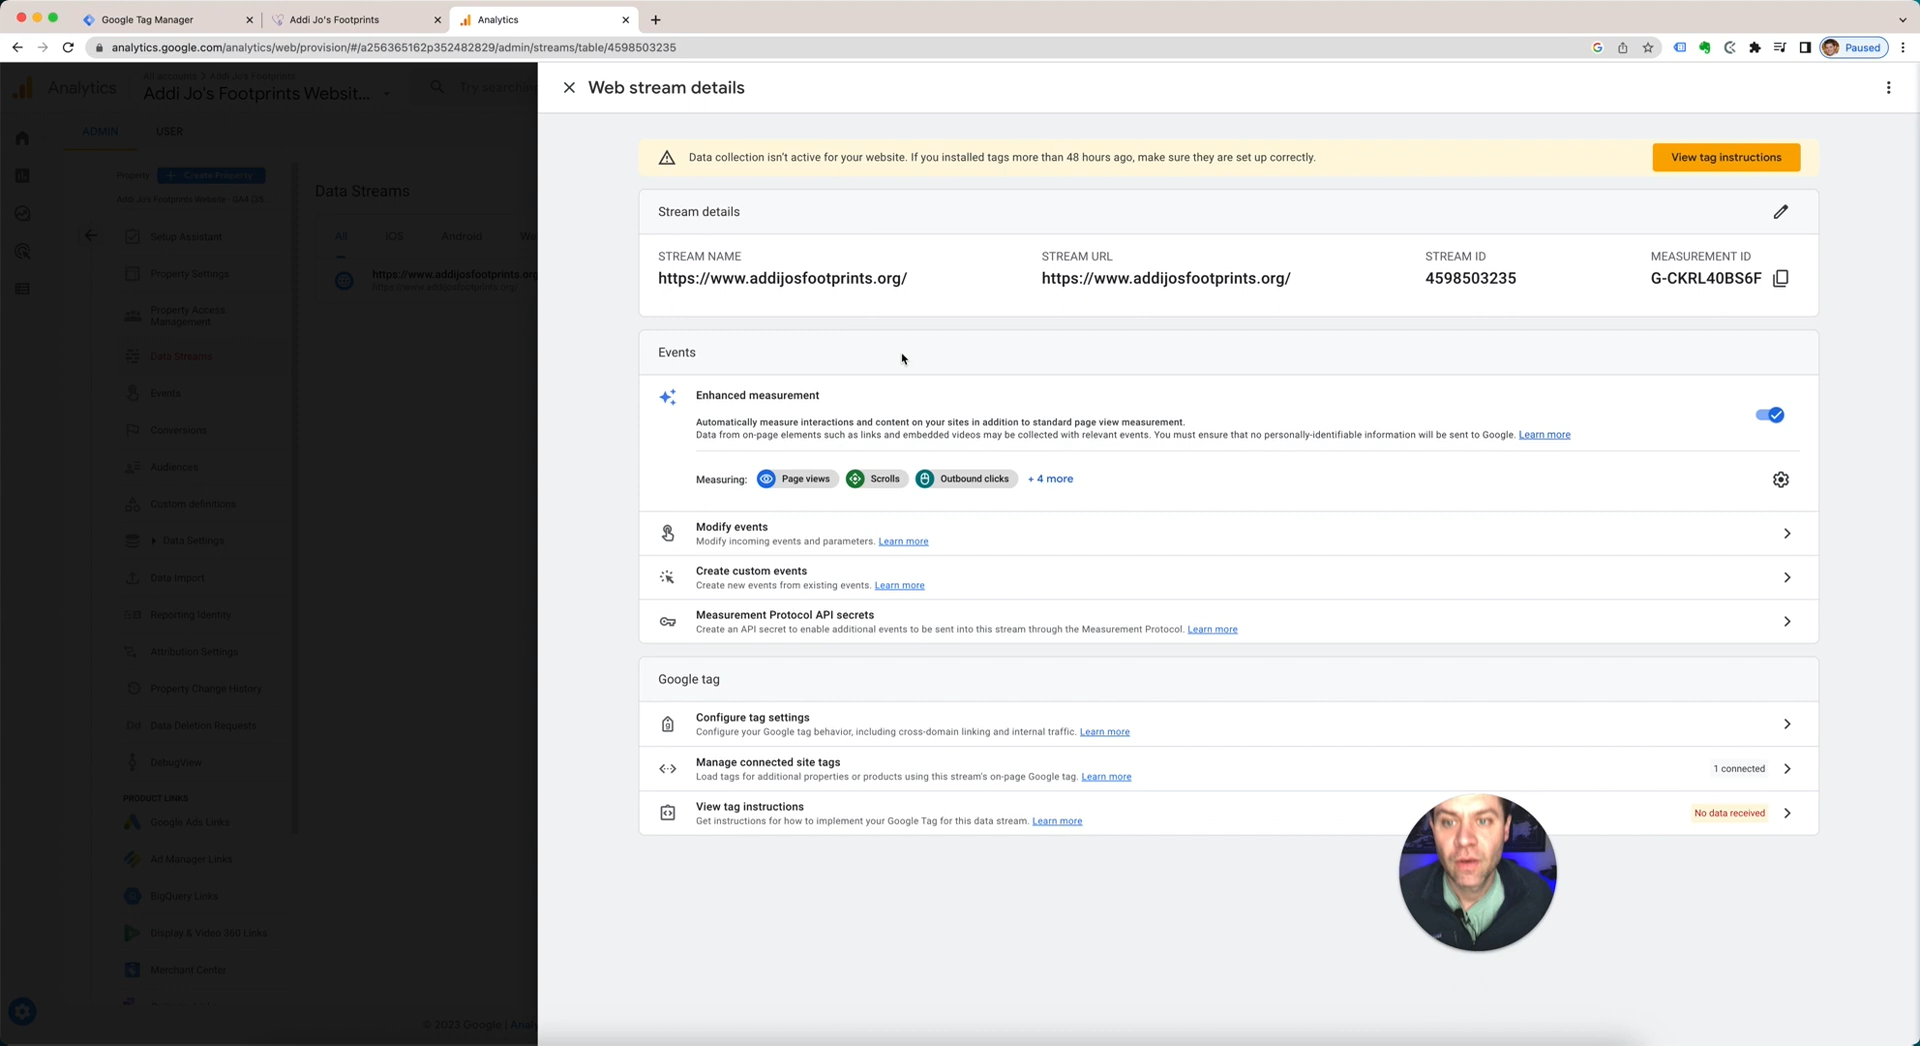 Google Tag Manager
Addi Jo's Footprints
Analytics
analytics.google.com/analytics/web/provision/#/a256365162p352482829/admin/streams/table/4598503235
Paused
Analytics
All accounts > Addi Jo's Footprints
Addi Jo's Footprints Websit...
Try searchin
ADMIN
USER
Property
+ Create Property
Addi Jo's Footprints Website - GA4 (35
Setup Assistant
Property Settings
Property Access
Management
Data Streams
Events
Conversions
Audiences
Custom definitions
Data Settings
Data Import
Reporting Identity
Attribution Settings
Property Change History
Dd Data Deletion Requests
DebugView
PRODUCT LINKS
Google Ads Links
Ad Manager Links
BigQuery Links
Display & Video 360 Links
Merchant Center
Data Streams
All
iOS
Android
We
https://www.addijosfootprints.org
https://www.addijosfootprints.org/
© 2023 Google | Analy
Web stream details
Data collection isn't active for your website. If you installed tags more than 48 hours ago, make sure they are set up correctly.
View tag instructions
Stream details
STREAM NAME
https://www.addijosfootprints.org/
STREAM URL
https://www.addijosfootprints.org/
STREAM ID
4598503235
MEASUREMENT ID
G-CKRL40BS6F
Events
Enhanced measurement
Automatically measure interactions and content on your sites in addition to standard page view measurement.
Data from on-page elements such as links and embedded videos may be collected with relevant events. You must ensure that no personally-identifiable information will be sent to Google. Learn more
Measuring: Page views Scrolls Outbound clicks + 4 more
Modify events
Modify incoming events and parameters. Learn more
Create custom events
Create new events from existing events. Learn more
Measurement Protocol API secrets
Create an API secret to enable additional events to be sent into this stream through the Measurement Protocol. Learn more
Google tag
Configure tag settings
Configure your Google tag behavior, including cross-domain linking and internal traffic. Learn more
Manage connected site tags
Load tags for additional properties or products using this stream's on-page Google tag. Learn more
1 connected
View tag instructions
Get instructions for how to implement your Google Tag for this data stream. Learn more
No data received